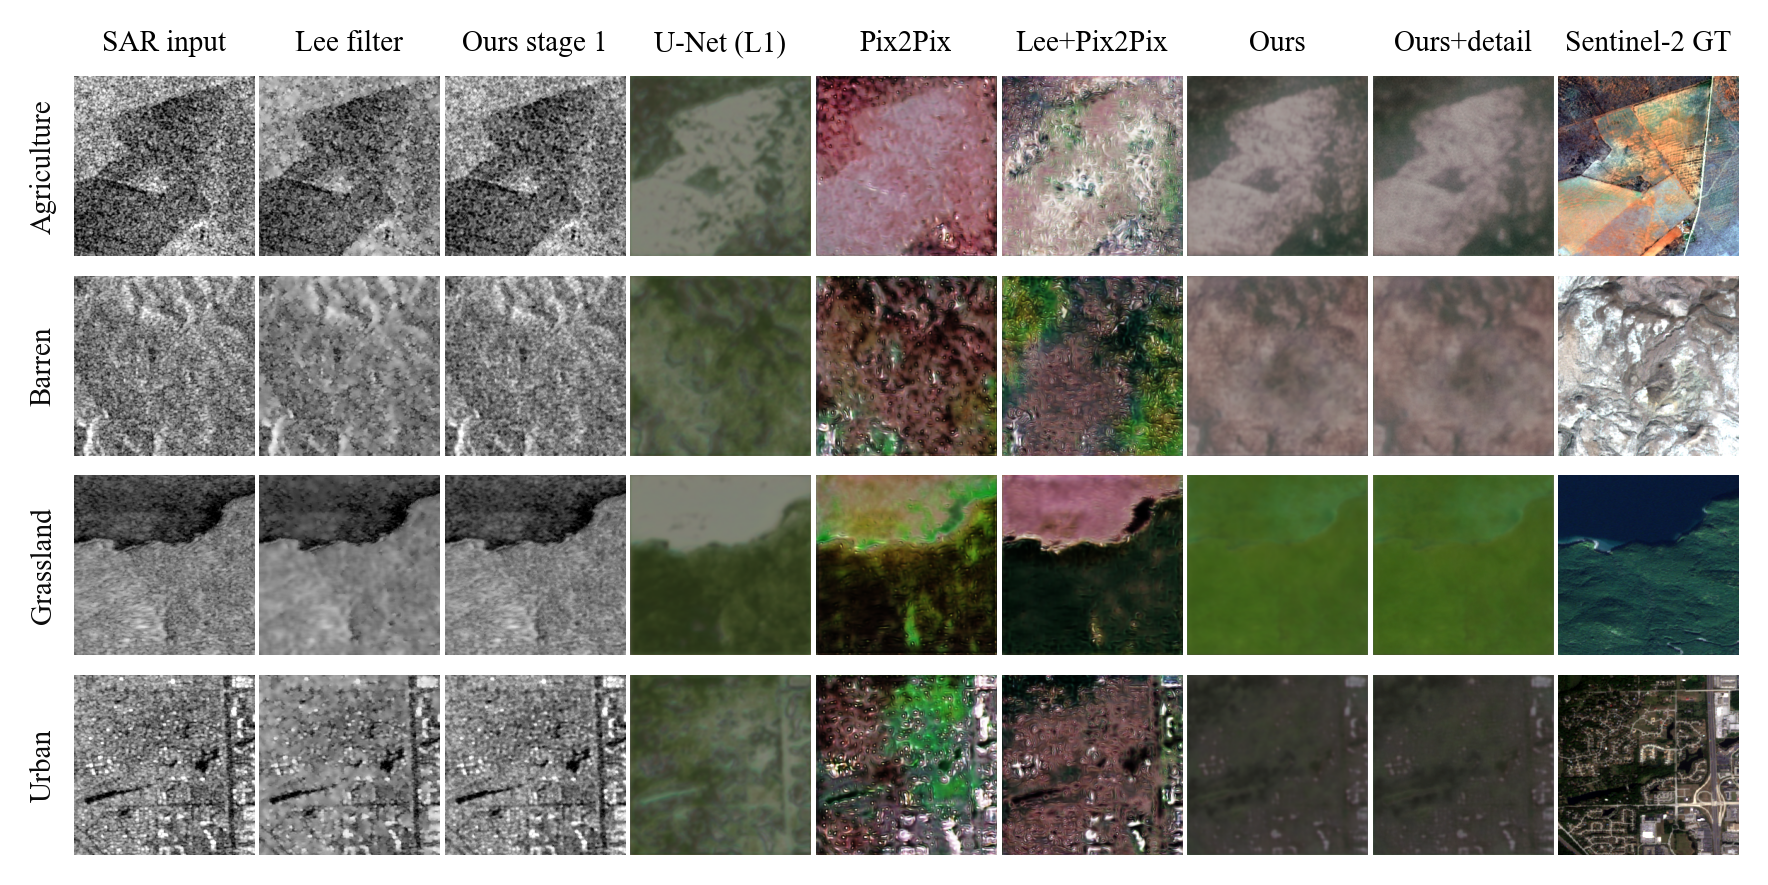 SAR input Lee filter Ours stage 1 U-Net (L1) Pix2Pix Lee+Pix2Pix Ours Ours+detail Sentinel-2 GT
Agriculture
Barren
Grassland
Urban